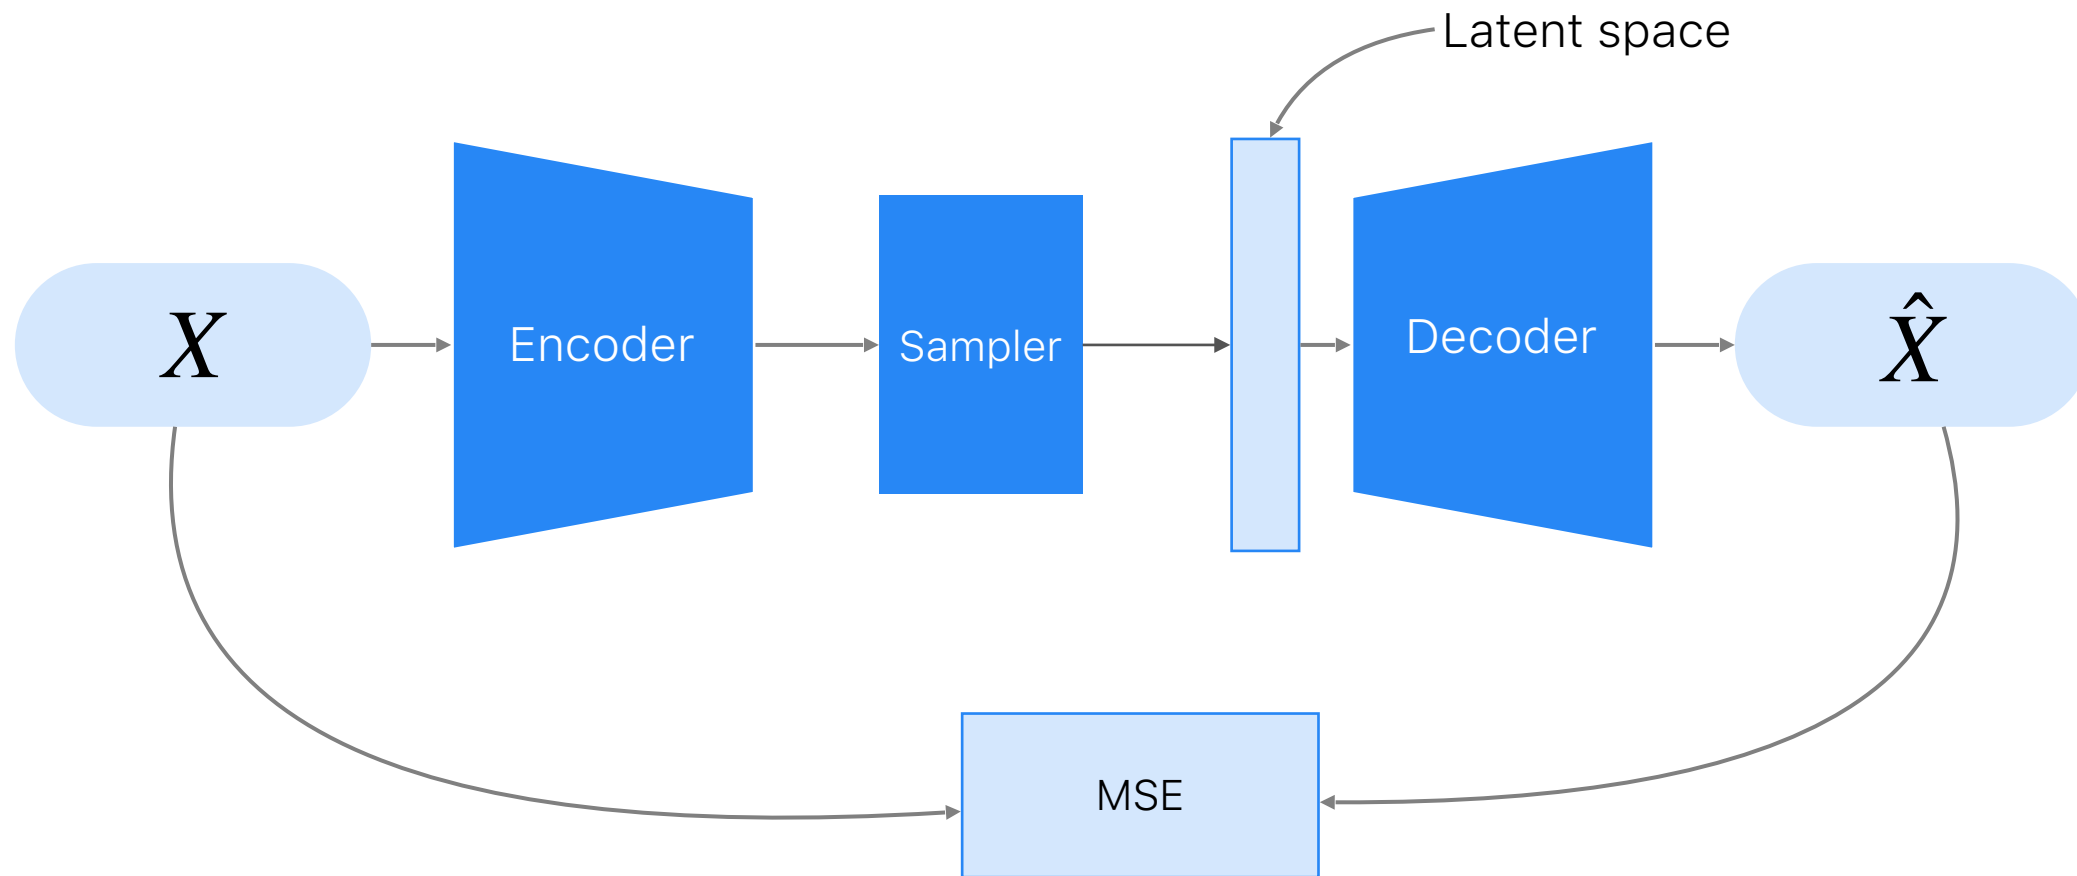 Latent space
X
Encoder
Sampler
Decoder
X̂
MSE